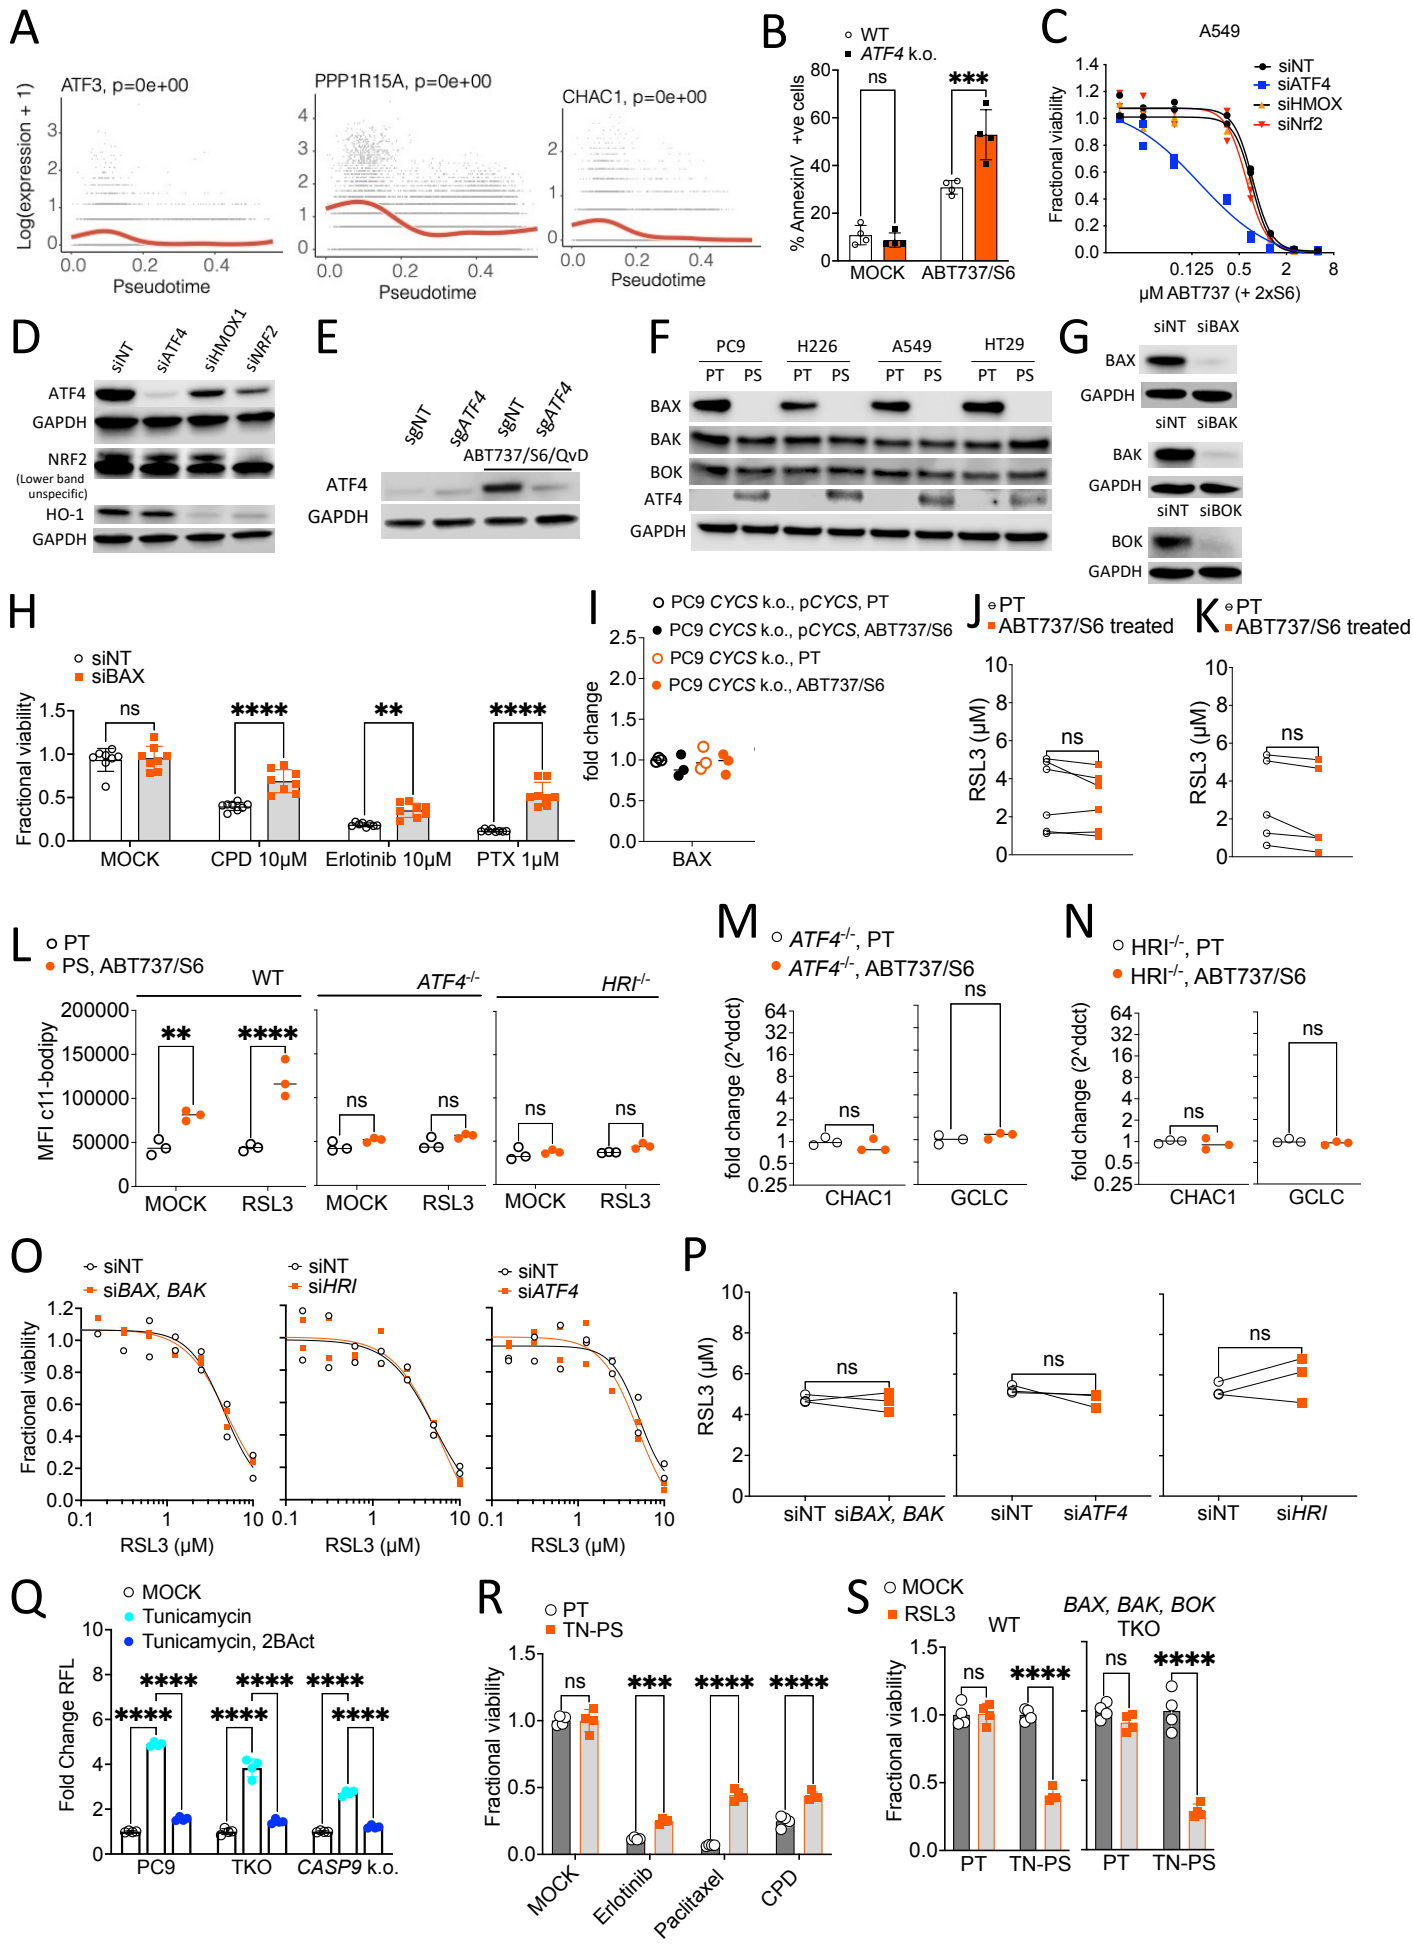 A
ATF3, p=0e+00
PPP1R15A, p=0e+00
CHAC1, p=0e+00
Log(expression + 1)
3
2
1
0
4
3
2
1
0
2
1
0
0.0 0.2 0.4
0.0 0.2 0.4
0.0 0.2 0.4
Pseudotime
Pseudotime
Pseudotime
B
WT
ATF4 k.o.
% AnnexinV +ve cells
80
60
40
20
0
ns
***
MOCK ABT737/S6
C
A549
siNT
siATF4
siHMOX
siNrf2
Fractional viability
1.4
1.2
1.0
0.8
0.6
0.4
0.2
0.0
0.125 0.5 2 8
µM ABT737 (+ 2xS6)
D
siNT siATF4 siHMOX1 siNRF2
ATF4
GAPDH
NRF2
(Lower band
unspecific)
HO-1
GAPDH
E
sgNT sgATF4 sgNT sgATF4
ABT737/S6/QvD
ATF4
GAPDH
F
PC9 H226 A549 HT29
PT PS PT PS PT PS PT PS
BAX
BAK
BOK
ATF4
GAPDH
G
siNT siBAX
BAX
GAPDH
siNT siBAK
BAK
GAPDH
siNT siBOK
BOK
GAPDH
H
siNT
siBAX
Fractional viability
1.5
1.0
0.5
0.0
ns
****
**
****
MOCK CPD 10µM Erlotinib 10µM PTX 1µM
I
PC9 CYCS k.o., pCYCS, PT
PC9 CYCS k.o., pCYCS, ABT737/S6
PC9 CYCS k.o., PT
PC9 CYCS k.o., ABT737/S6
fold change
2.5
2.0
1.5
1.0
0.5
0.0
BAX
J
PT
ABT737/S6 treated
RSL3 (µM)
10
8
6
4
2
0
ns
K
PT
ABT737/S6 treated
RSL3 (µM)
10
8
6
4
2
0
ns
L
PT
PS, ABT737/S6
WT ATF4-/- HRI-/-
MFI c11-bodipy
200000
150000
100000
50000
0
**
****
ns
ns
ns
ns
MOCK RSL3 MOCK RSL3 MOCK RSL3
M
ATF4-/-, PT
ATF4-/-, ABT737/S6
fold change (2^ddct)
64
32
16
8
4
2
1
0.5
0.25
ns
ns
CHAC1 GCLC
N
HRI-/-, PT
HRI-/-, ABT737/S6
fold change (2^ddct)
64
32
16
8
4
2
1
0.5
0.25
ns
ns
CHAC1 GCLC
O
siNT
siBAX, BAK
siNT
siHRI
siNT
siATF4
Fractional viability
1.2
1.0
0.8
0.6
0.4
0.2
0.0
0.1 1 10
0.1 1 10
0.1 1 10
RSL3 (µM) RSL3 (µM) RSL3 (µM)
P
RSL3 (µM)
10
8
6
4
2
0
ns
ns
ns
siNT siBAX, BAK siNT siATF4 siNT siHRI
Q
MOCK
Tunicamycin
Tunicamycin, 2BAct
Fold Change RFL
10
8
6
4
2
0
**** **** ****
**** **** ****
PC9 TKO CASP9 k.o.
R
PT
TN-PS
Fractional viability
1.5
1.0
0.5
0.0
ns
***
****
****
MOCK Erlotinib Paclitaxel CPD
S
MOCK
RSL3
WT
BAX, BAK, BOK
TKO
Fractional viability
1.5
1.0
0.5
0.0
ns
****
ns
****
PT TN-PS PT TN-PS